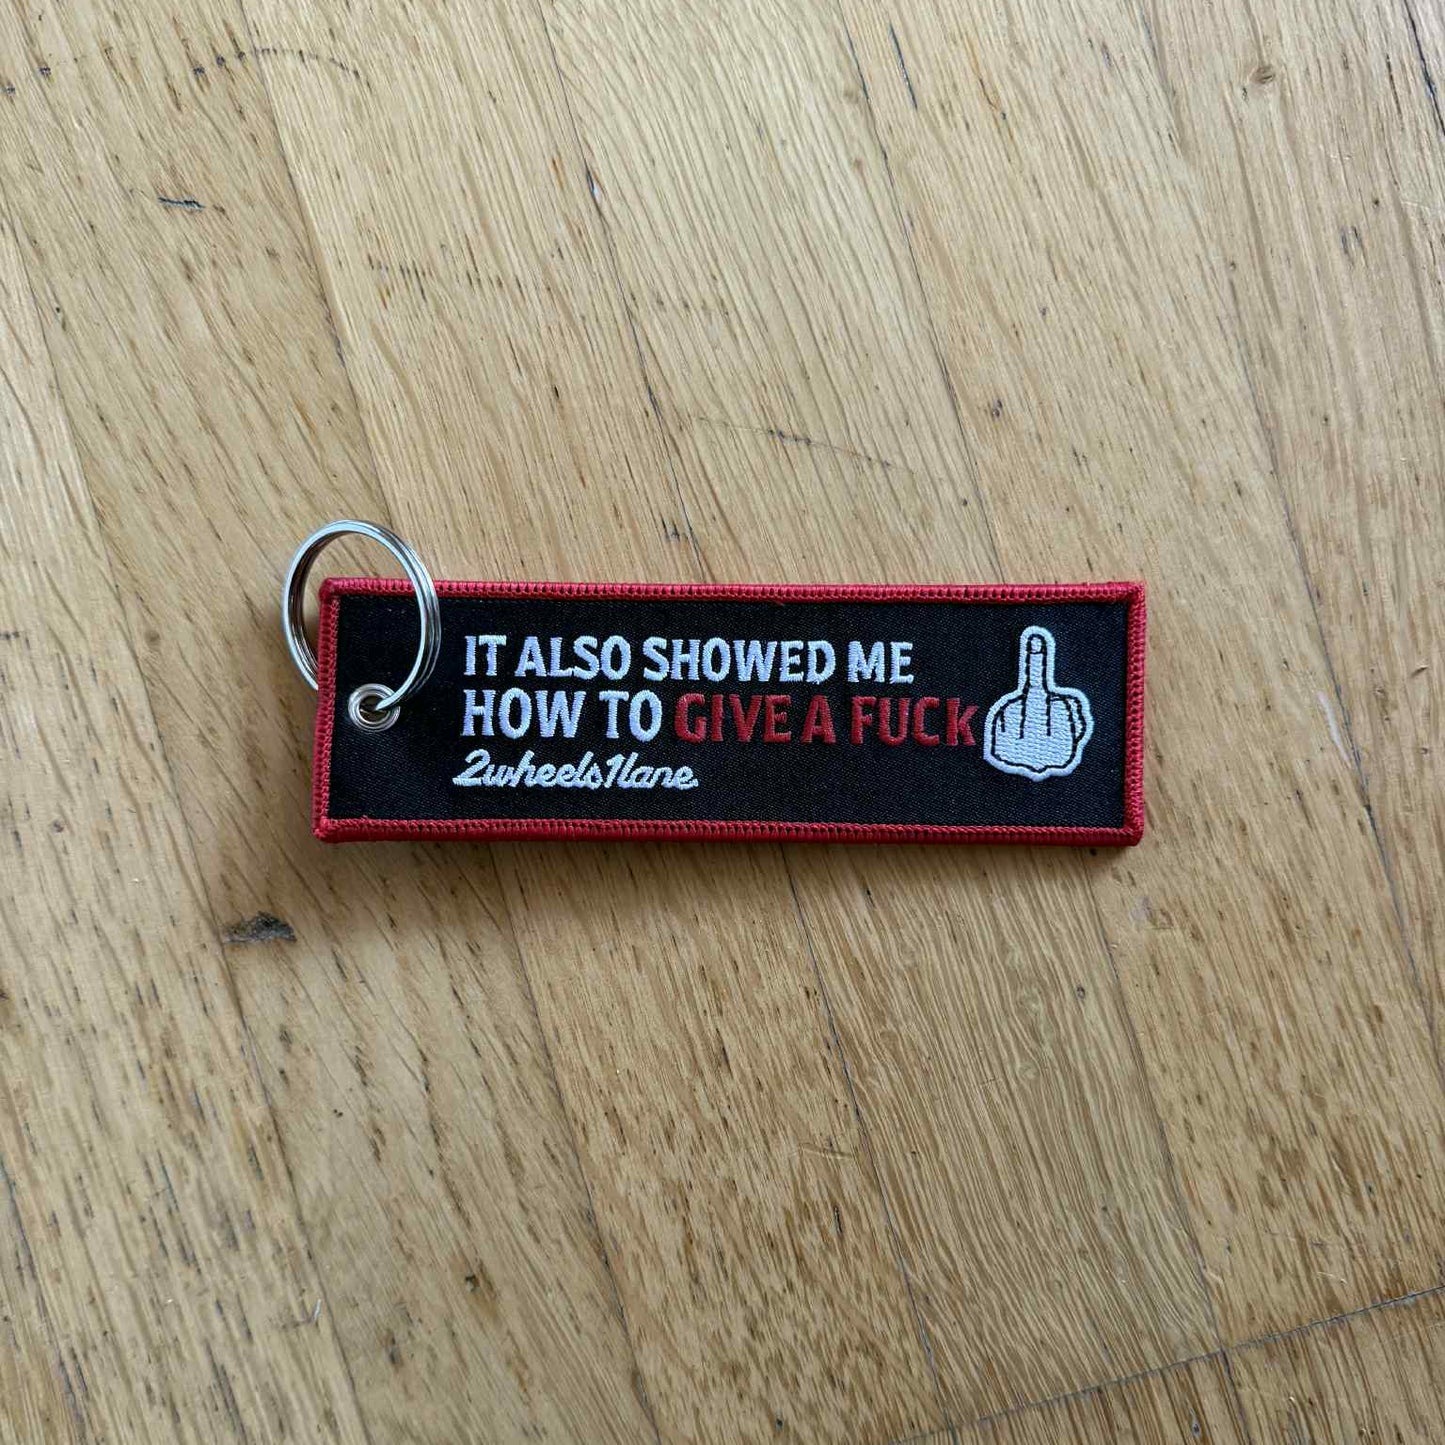 IT ALSO SHOWED ME
HOW TO GIVE A FUCK
2wheels1lane